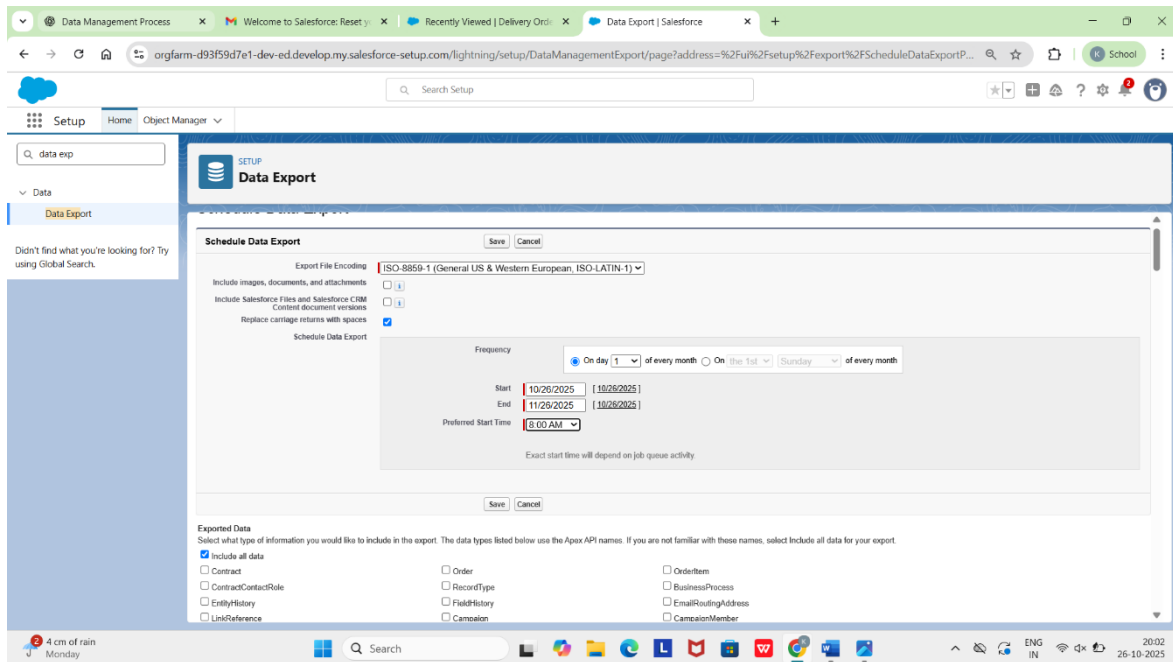 Data Management Process
Welcome to Salesforce: Reset y
Recently Viewed | Delivery Orde
Data Export | Salesforce
orgfarm-d93f59d7e1-dev-ed.develop.my.salesforce-setup.com/lightning/setup/DataManagementExport/page?address=%2Fui%2Fsetup%2Fexport%2FScheduleDataExportP...
K School
Search Setup
2
Setup Home Object Manager
data exp
SETUP
Data Export
Data
Data Export
Didn't find what you're looking for? Try
using Global Search.
Schedule Data Export
Schedule Data Export Save Cancel
Export File Encoding ISO-8859-1 (General US & Western European, ISO-LATIN-1)
Include images, documents, and attachments i
Include Salesforce Files and Salesforce CRM
Content document versions i
Replace carriage returns with spaces
Schedule Data Export
Frequency On day 1 of every month On the 1st Sunday of every month
Start 10/26/2025 [ 10/26/2025 ]
End 11/26/2025 [ 10/26/2025 ]
Preferred Start Time 8:00 AM
Exact start time will depend on job queue activity.
Save Cancel
Exported Data
Select what type of information you would like to include in the export. The data types listed below use the Apex API names. If you are not familiar with these names, select Include all data for your export.
Include all data
Contract Order OrderItem
ContractContactRole RecordType BusinessProcess
EntityHistory FieldHistory EmailRoutingAddress
LinkReference Campaign CampaignMember
2 4 cm of rain
Monday
Search
L
W
W
K
ENG
IN
20:02
26-10-2025